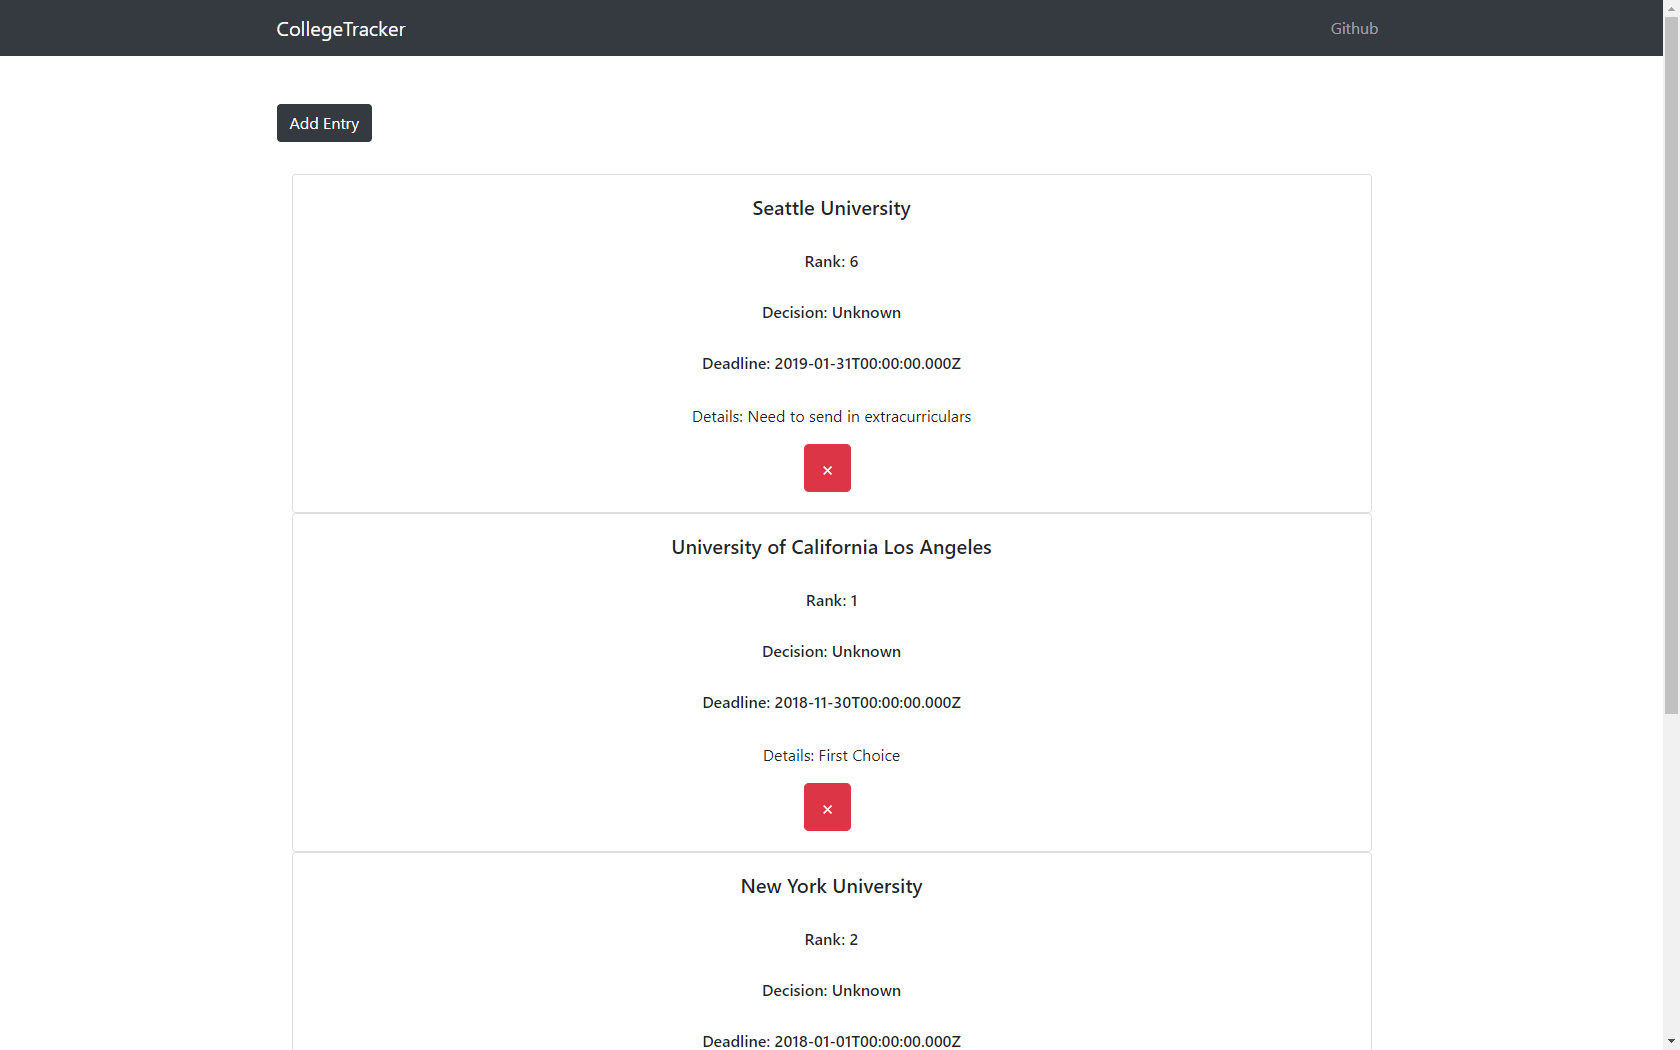 CollegeTracker
Github
Add Entry
Seattle University
Rank: 6
Decision: Unknown
Deadline: 2019-01-31T00:00:00.000Z
Details: Need to send in extracurriculars
×
University of California Los Angeles
Rank: 1
Decision: Unknown
Deadline: 2018-11-30T00:00:00.000Z
Details: First Choice
×
New York University
Rank: 2
Decision: Unknown
Deadline: 2018-01-01T00:00:00.000Z